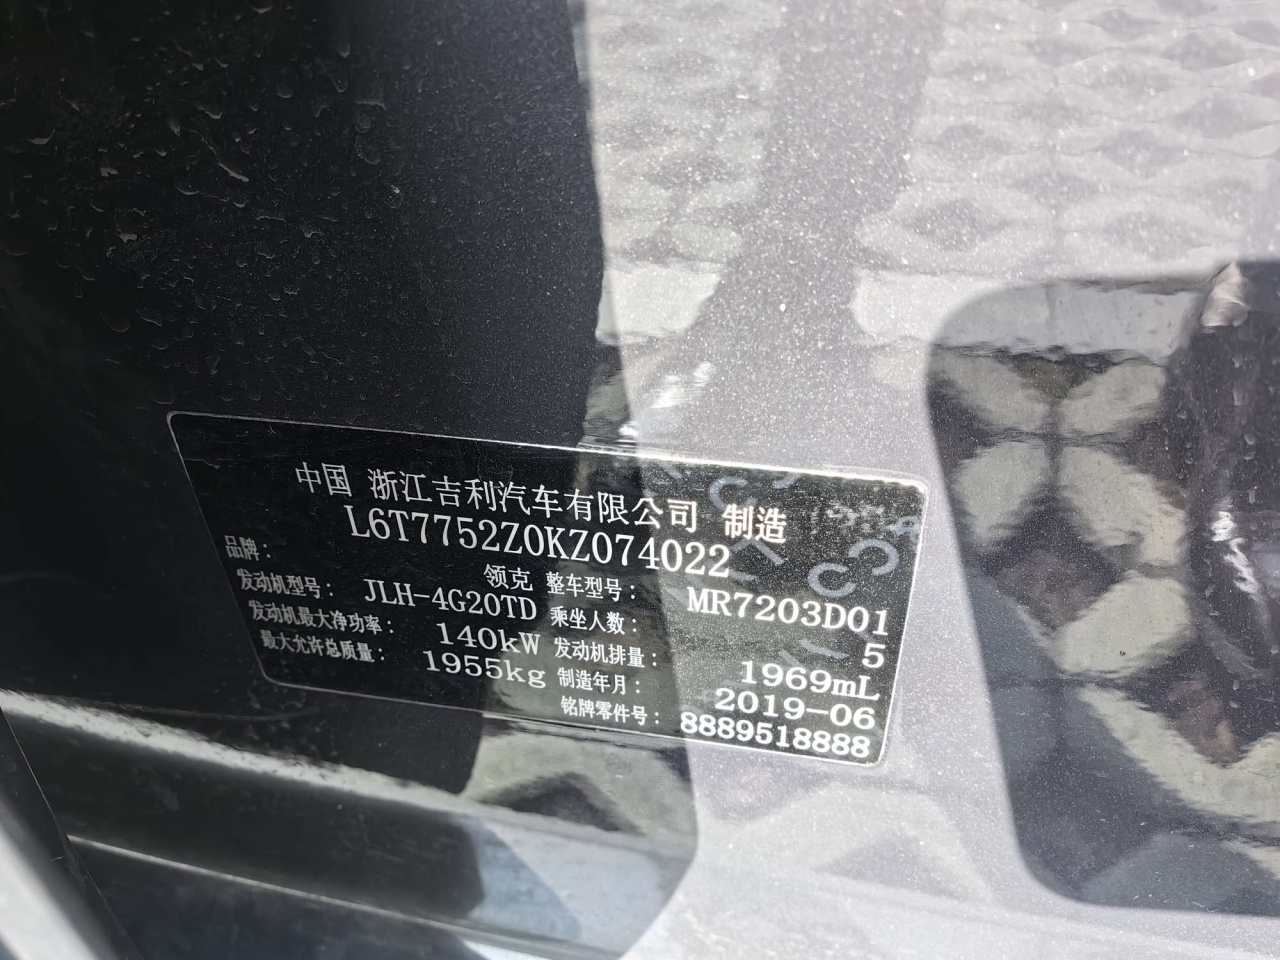 中国 浙江吉利汽车有限公司 制造
L6T7752Z0KZ074022
品牌： 领克 整车型号： MR7203D01
发动机型号： JLH-4G20TD 乘坐人数： 5
发动机最大净功率： 140kW 发动机排量： 1969mL
最大允许总质量： 1955kg 制造年月： 2019-06
铭牌零件号： 8889518888